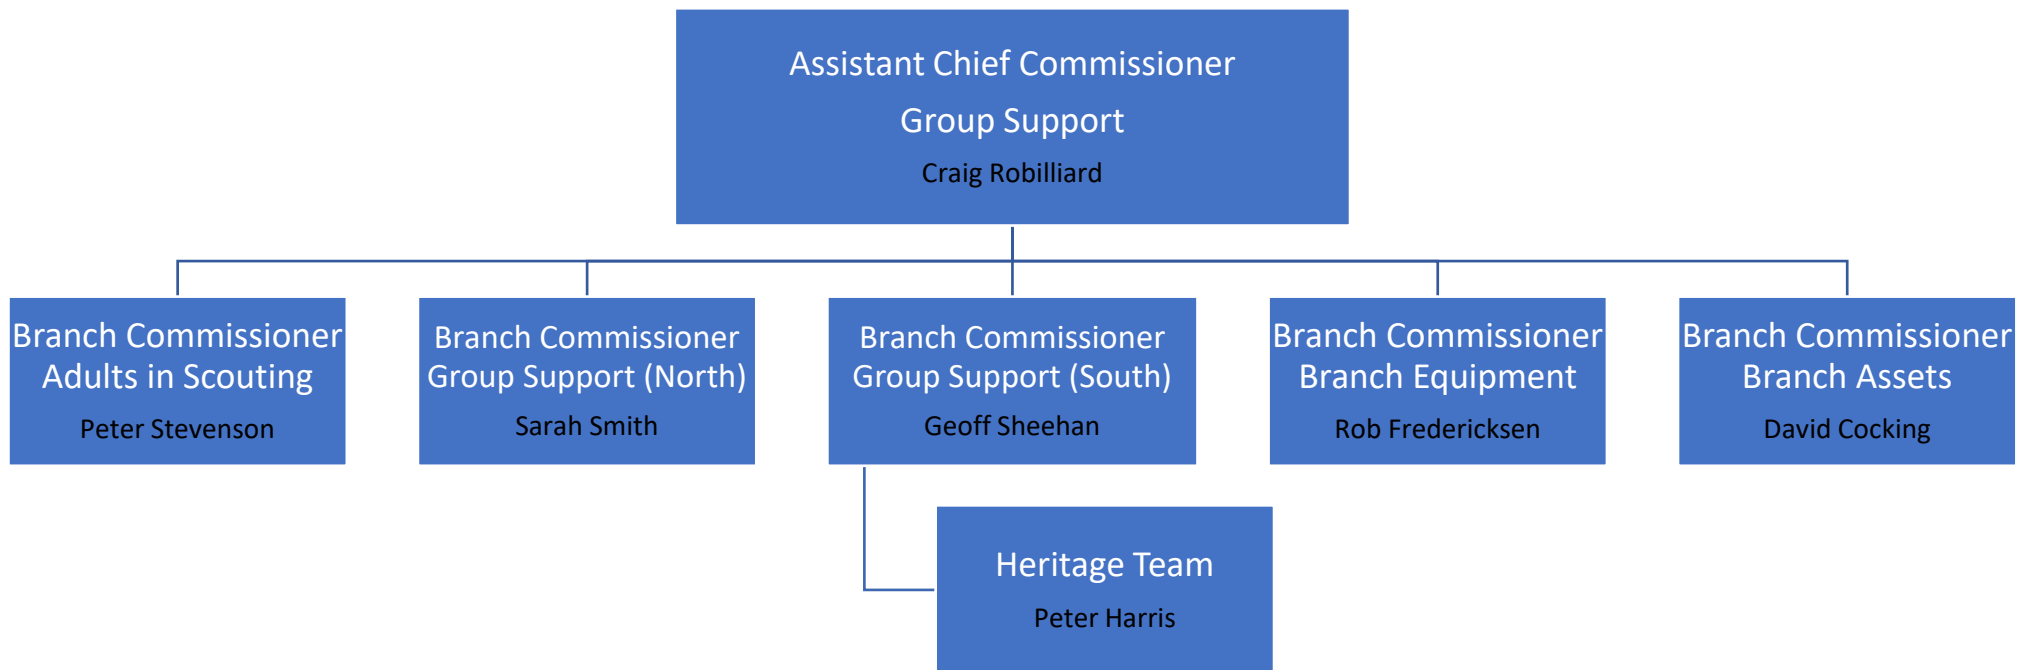 Assistant Chief Commissioner
Group Support
Craig Robilliard
Branch Commissioner
Adults in Scouting
Peter Stevenson
Branch Commissioner
Group Support (North)
Sarah Smith
Branch Commissioner
Group Support (South)
Geoff Sheehan
Branch Commissioner
Branch Equipment
Rob Fredericksen
Branch Commissioner
Branch Assets
David Cocking
Heritage Team
Peter Harris